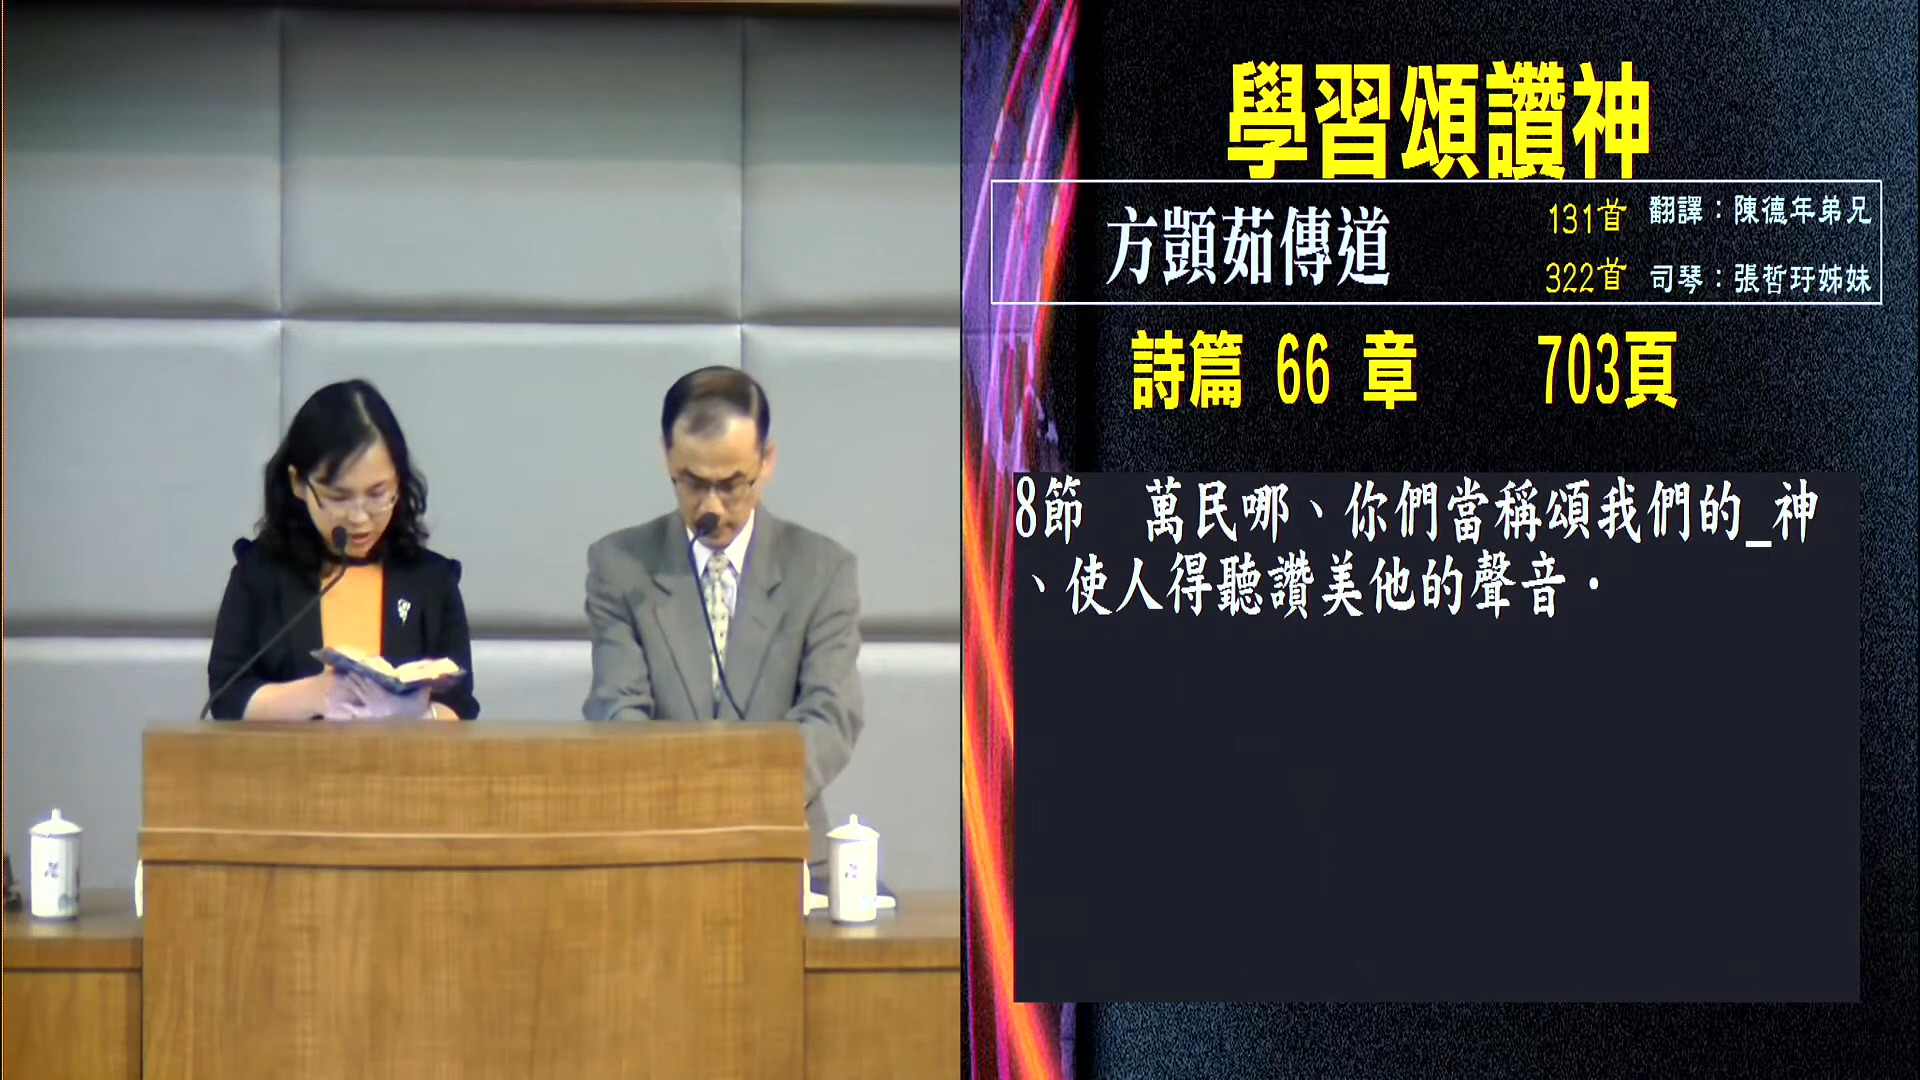 學習頌讚神
方顗茹傳道
131首 翻譯：陳德年弟兄
322首 司琴：張哲玗姊妹
詩篇 66 章 703頁
8節 萬民哪、你們當稱頌我們的_神
、使人得聽讚美他的聲音．